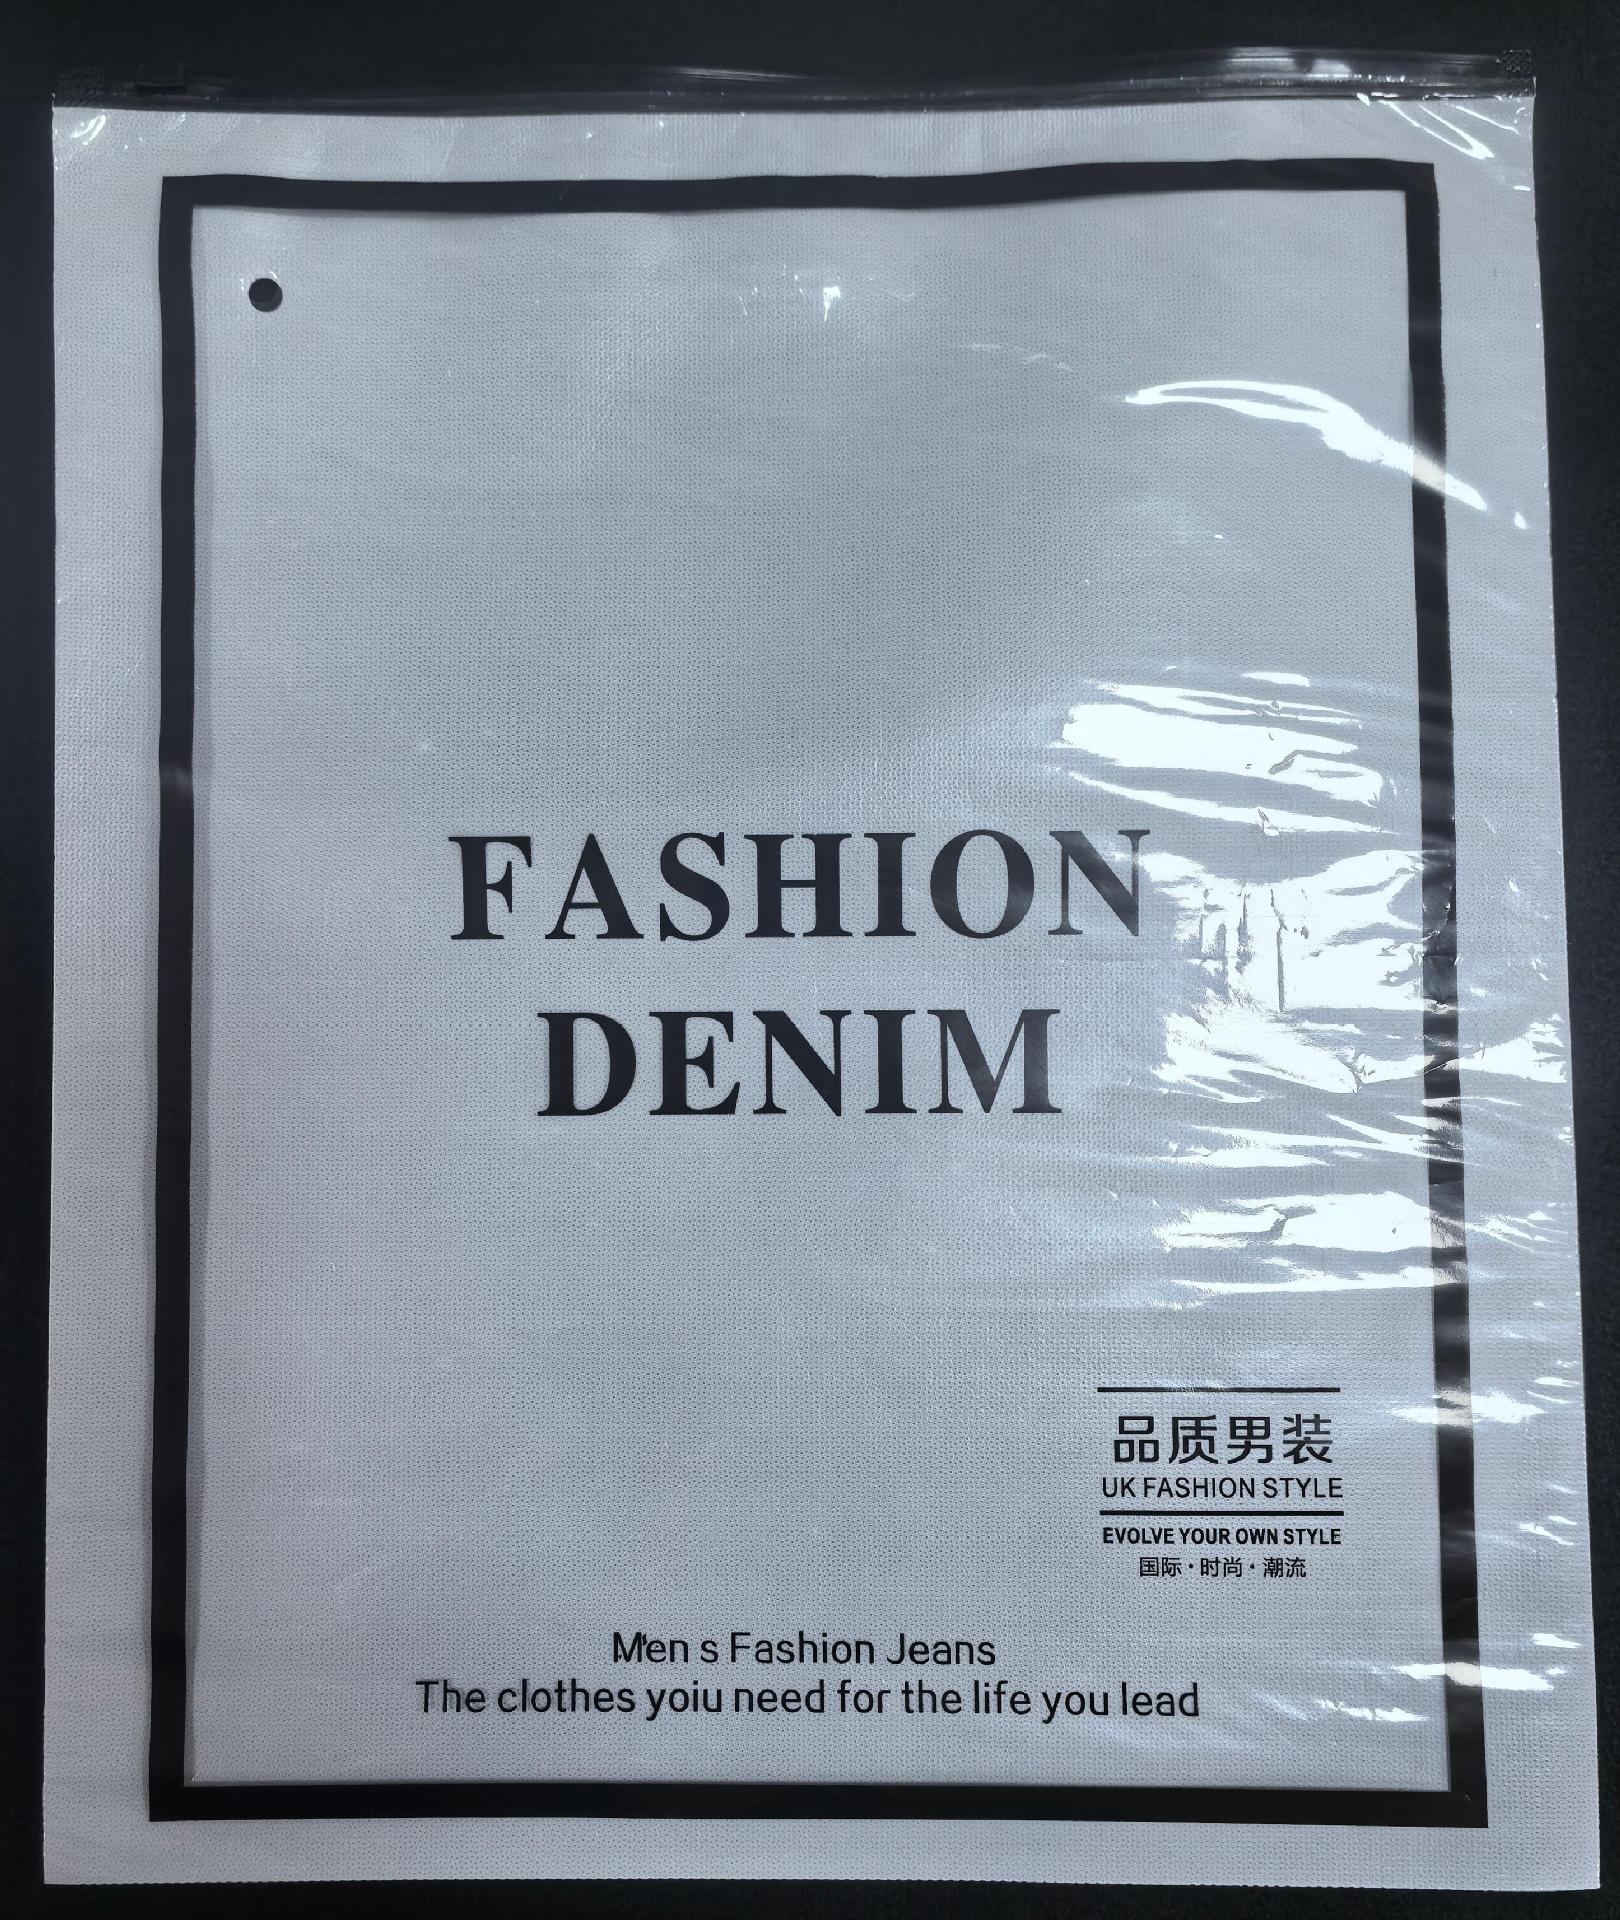 FASHION
DENIM
品质男装
UK FASHION STYLE
EVOLVE YOUR OWN STYLE
国际·时尚·潮流
M'en s Fashion Jeans
The clothes yoiu need for the life you lead